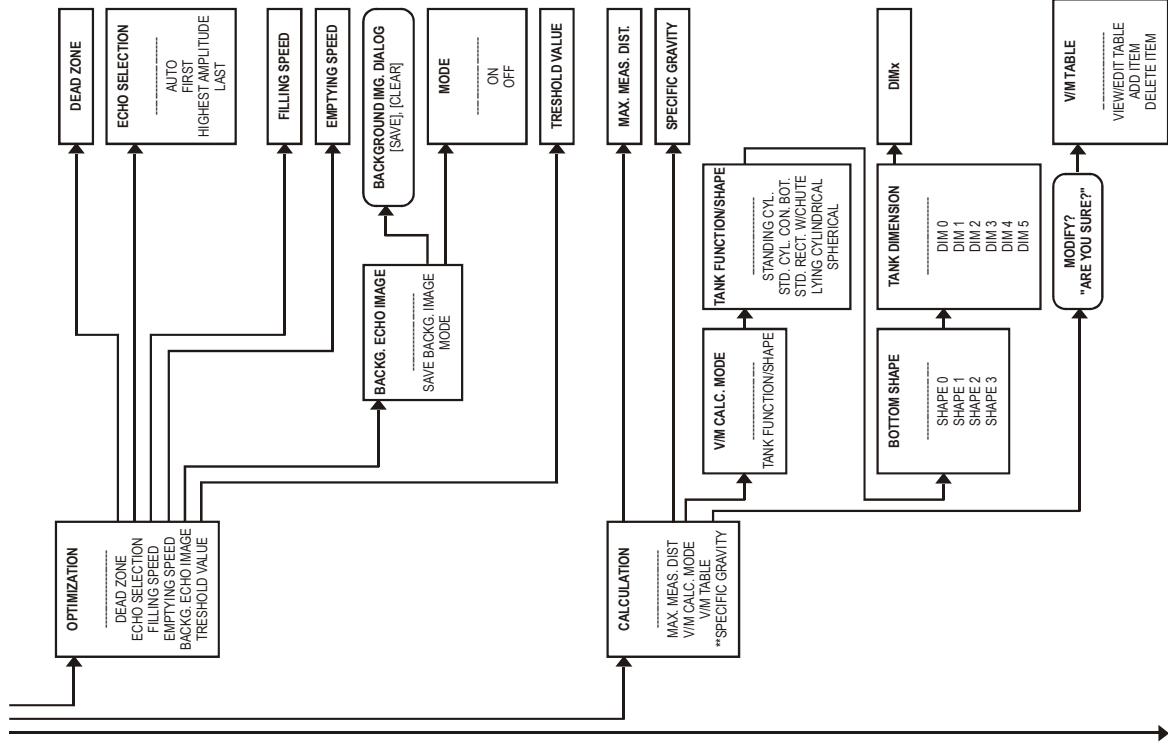 OPTIMIZATION
DEAD ZONE
ECHO SELECTION
FILLING SPEED
EMPTYING SPEED
BACKG. ECHO IMAGE
TRESHOLD VALUE
DEAD ZONE
ECHO SELECTION
AUTO
FIRST
HIGHEST AMPLITUDE
LAST
FILLING SPEED
EMPTYING SPEED
BACKG. ECHO IMAGE
SAVE BACKG. IMAGE
MODE
BACKGROUND IMG. DIALOG
[SAVE], [CLEAR]
MODE
ON
OFF
TRESHOLD VALUE
CALCULATION
MAX. MEAS. DIST
V/M CALC. MODE
V/M TABLE
**SPECIFIC GRAVITY
MAX. MEAS. DIST.
SPECIFIC GRAVITY
V/M CALC. MODE
TANK FUNCTION/SHAPE
TANK FUNCTION/SHAPE
STANDING CYL.
STD. CYL. CON. BOT.
STD. RECT. W/CHUTE
LYING CYLINDRICAL
SPHERICAL
BOTTOM SHAPE
SHAPE 0
SHAPE 1
SHAPE 2
SHAPE 3
TANK DIMENSION
DIM 0
DIM 1
DIM 2
DIM 3
DIM 4
DIM 5
DIMx
MODIFY?
"ARE YOU SURE?"
V/M TABLE
VIEW/EDIT TABLE
ADD ITEM
DELETE ITEM